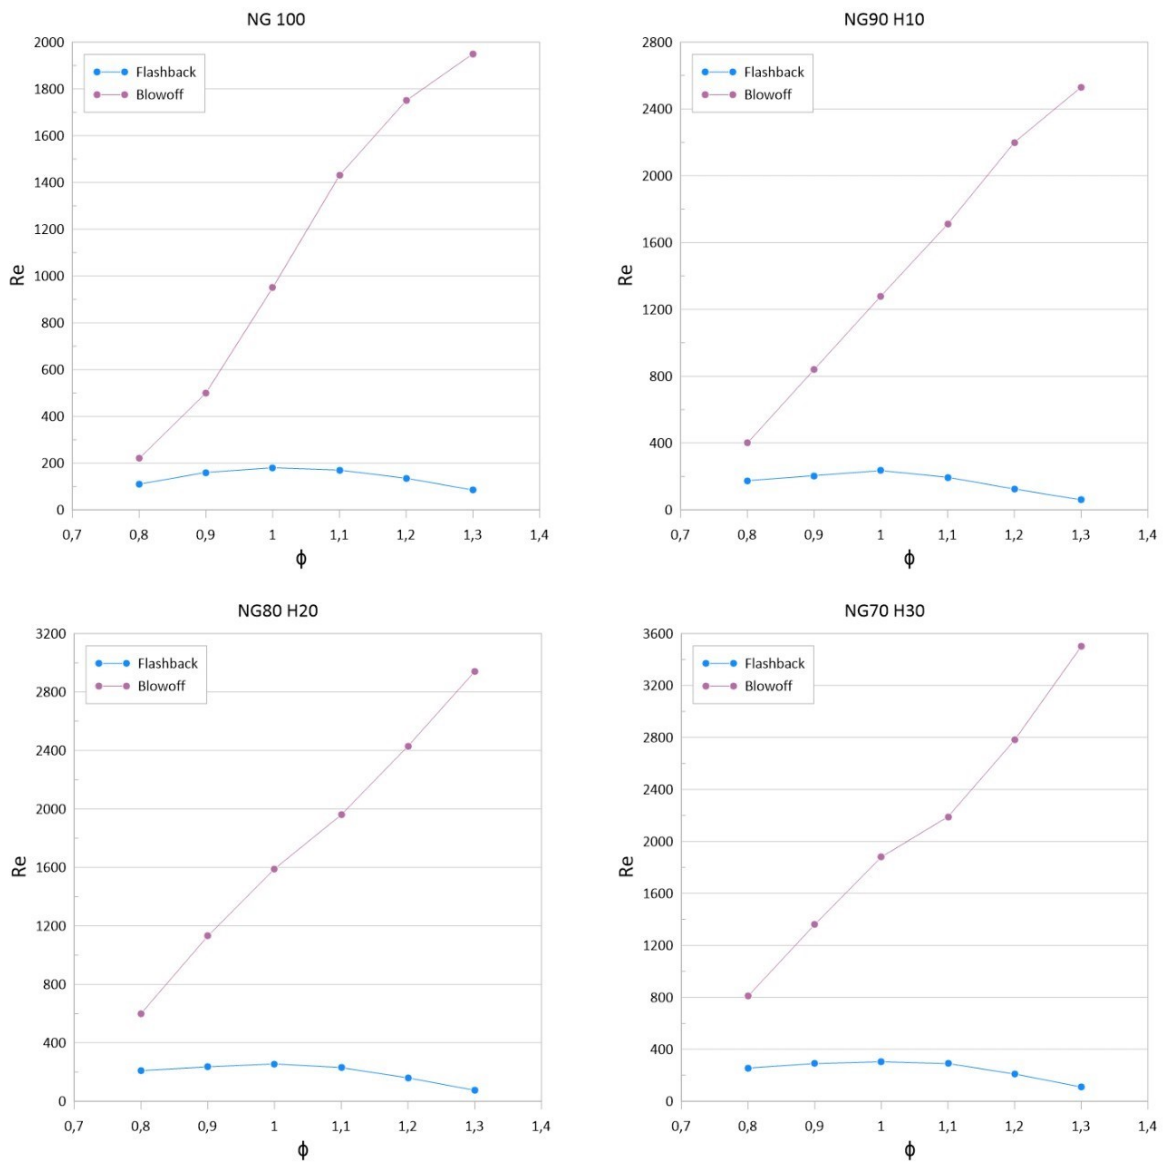 NG 100
2000
1800
1600
1400
1200
1000
800
600
400
200
0
Re
Flashback
Blowoff
0,7 0,8 0,9 1 1,1 1,2 1,3 1,4
ϕ
NG90 H10
2800
2400
2000
1600
1200
800
400
0
Re
Flashback
Blowoff
0,7 0,8 0,9 1 1,1 1,2 1,3 1,4
ϕ
NG80 H20
3200
2800
2400
2000
1600
1200
800
400
0
Re
Flashback
Blowoff
0,7 0,8 0,9 1 1,1 1,2 1,3 1,4
ϕ
NG70 H30
3600
3200
2800
2400
2000
1600
1200
800
400
0
Re
Flashback
Blowoff
0,7 0,8 0,9 1 1,1 1,2 1,3 1,4
ϕ